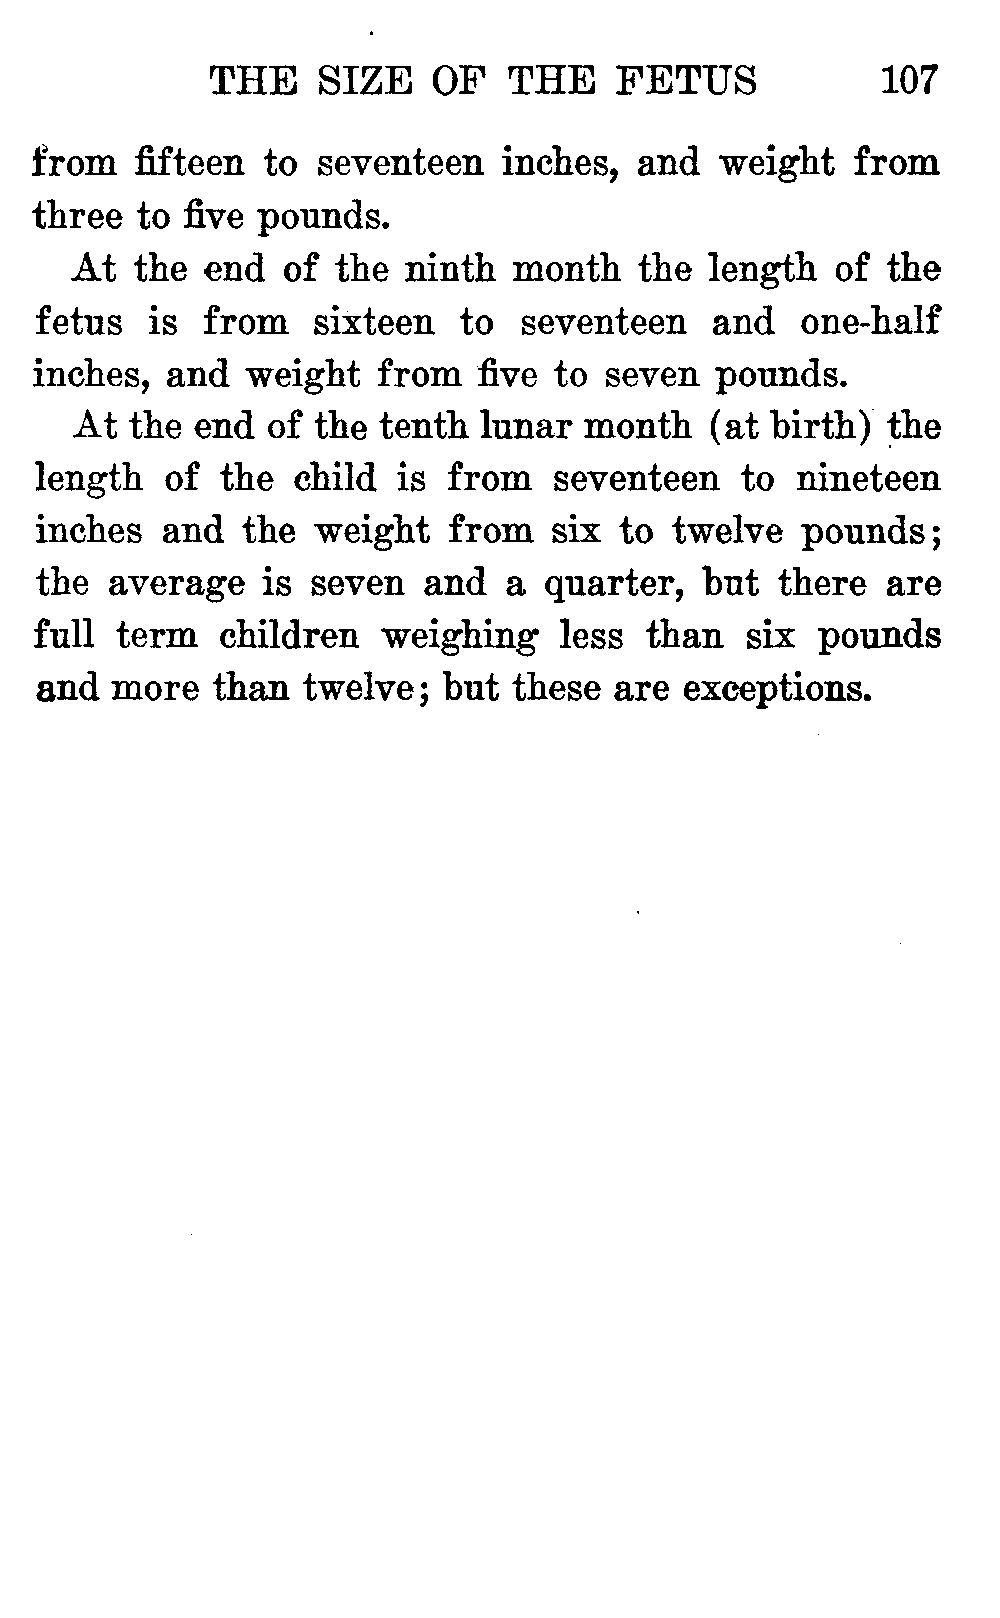 THE SIZE OF THE FETUS 107
from fifteen to seventeen inches, and weight from
three to five pounds.
At the end of the ninth month the length of the
fetus is from sixteen to seventeen and one-half
inches, and weight from five to seven pounds.
At the end of the tenth lunar month (at birth) the
length of the child is from seventeen to nineteen
inches and the weight from six to twelve pounds;
the average is seven and a quarter, but there are
full term children weighing less than six pounds
and more than twelve; but these are exceptions.